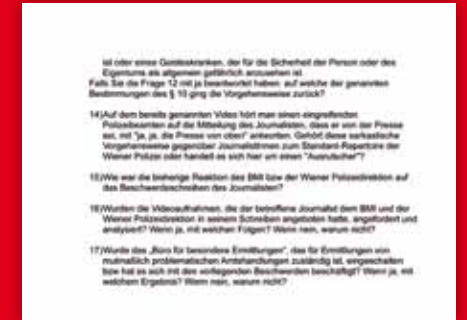 ist oder eines Geisteskranken, der für die Sicherheit der Person oder des
Eigentums als allgemein gefährlich anzusehen ist.
Falls Sie die Frage 12 mit ja beantwortet haben: auf welche der genannten
Bestimmungen des § 10 ging die Vorgehensweise zurück?
14)Auf dem bereits genannten Video hört man einen eingreifenden
Polizeibeamten auf die Mitteilung des Journalisten, dass er von der Presse
sei, mit "ja, ja, die Presse von oben" antworten. Gehört diese sarkastische
Vorgehensweise gegenüber JournalistInnen zum Standard-Repertoire der
Wiener Polizei oder handelt es sich hier um einen "Ausrutscher"?
15)Wie war die bisherige Reaktion des BMI bzw der Wiener Polizeidirektion auf
das Beschwerdeschreiben des Journalisten?
16)Wurden die Videoaufnahmen, die der betroffene Journalist dem BMI und der
Wiener Polizeidirektion in seinem Schreiben angeboten hatte, angefordert und
analysiert? Wenn ja, mit welchen Folgen? Wenn nein, warum nicht?
17)Wurde das „Büro für besondere Ermittlungen", das für Ermittlungen von
mutmaßlich problematischen Amtshandlungen zuständig ist, eingeschalten
bzw hat es sich mit den vorliegenden Beschwerden beschäftigt? Wenn ja, mit
welchem Ergebnis? Wenn nein, warum nicht?